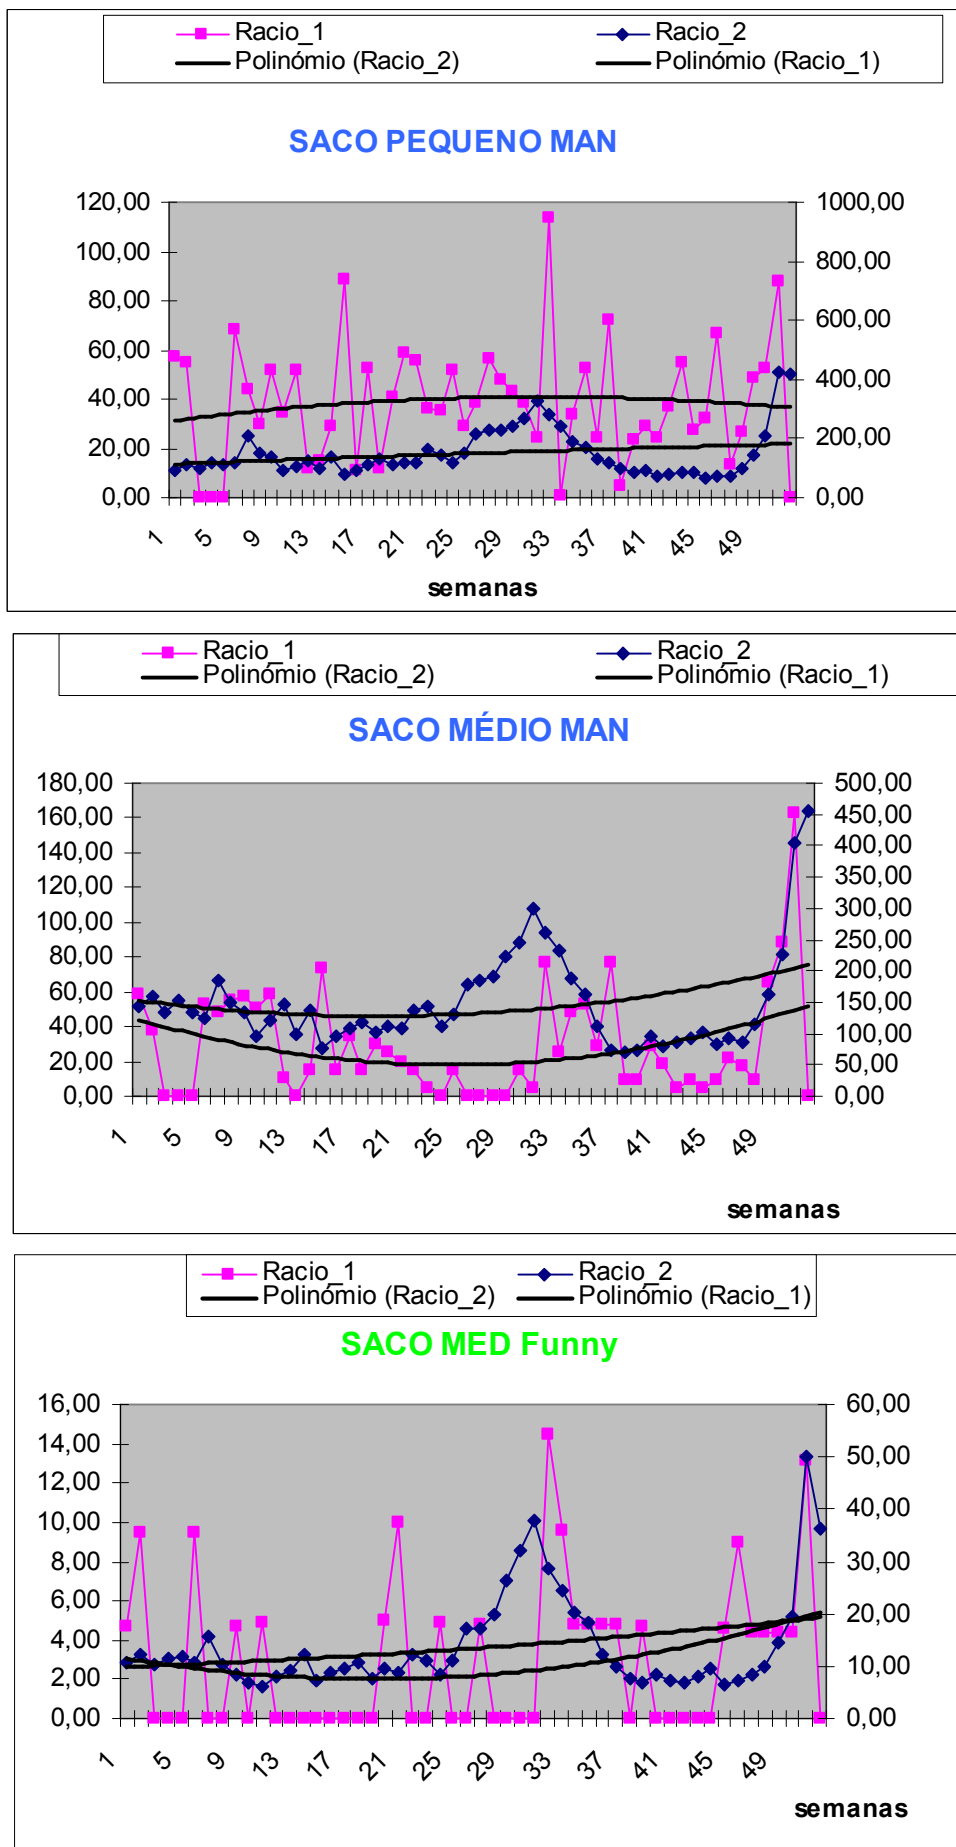 Racio_1 Racio_2
Polinómio (Racio_2) Polinómio (Racio_1)
SACO PEQUENO MAN
120,00 1000,00
100,00 800,00
80,00 600,00
60,00 400,00
40,00 200,00
20,00 0,00
0,00
1 5 9 13 17 21 25 29 33 37 41 45 49
semanas
Racio_1 Racio_2
Polinómio (Racio_2) Polinómio (Racio_1)
SACO MÉDIO MAN
180,00 500,00
160,00 450,00
140,00 400,00
120,00 350,00
100,00 300,00
80,00 250,00
60,00 200,00
40,00 150,00
20,00 100,00
0,00 50,00
0,00
1 5 9 13 17 21 25 29 33 37 41 45 49
semanas
Racio_1 Racio_2
Polinómio (Racio_2) Polinómio (Racio_1)
SACO MED Funny
16,00 60,00
14,00 50,00
12,00 40,00
10,00 30,00
8,00 20,00
6,00 10,00
4,00 0,00
2,00
0,00
1 5 9 13 17 21 25 29 33 37 41 45 49
semanas